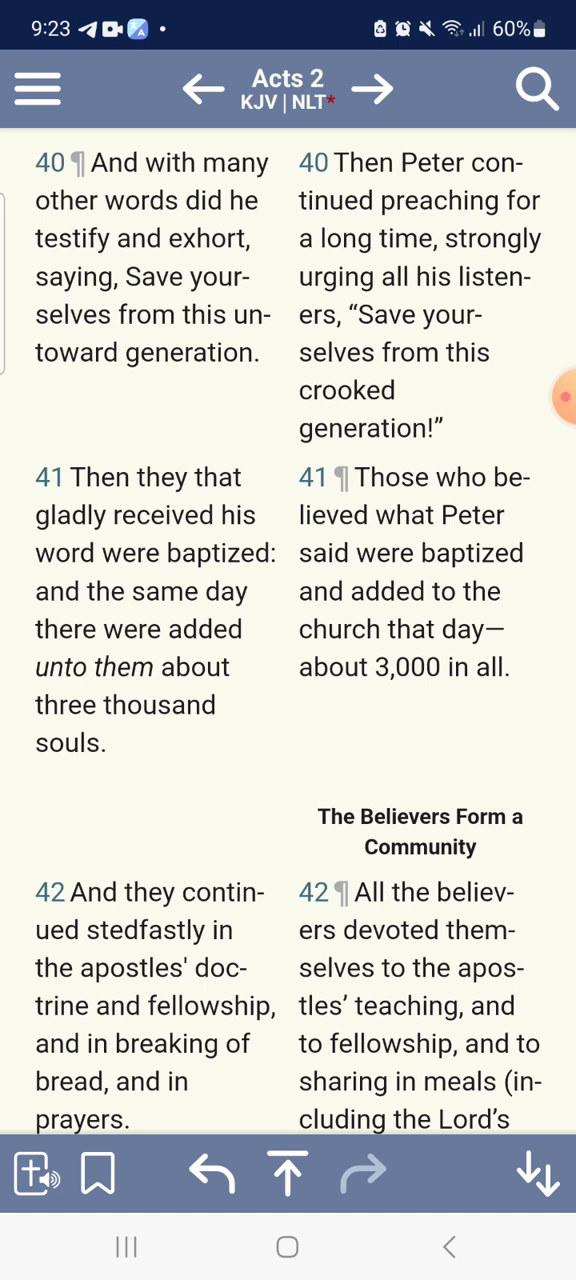 9:23
60%
Acts 2
KJV | NLT*
40 ¶ And with many
other words did he
testify and exhort,
saying, Save your-
selves from this un-
toward generation.
40 Then Peter con-
tinued preaching for
a long time, strongly
urging all his listen-
ers, “Save your-
selves from this
crooked
generation!”
41 Then they that
gladly received his
word were baptized:
and the same day
there were added
unto them about
three thousand
souls.
41 ¶ Those who be-
lieved what Peter
said were baptized
and added to the
church that day—
about 3,000 in all.
The Believers Form a
Community
42 And they contin-
ued stedfastly in
the apostles' doc-
trine and fellowship,
and in breaking of
bread, and in
prayers.
42 ¶ All the believ-
ers devoted them-
selves to the apos-
tles’ teaching, and
to fellowship, and to
sharing in meals (in-
cluding the Lord’s